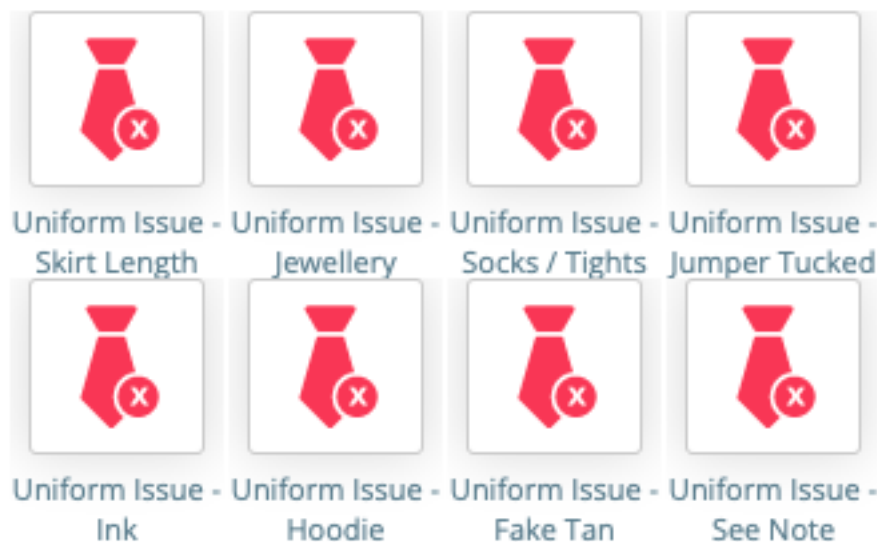 Uniform Issue - Uniform Issue - Uniform Issue - Uniform Issue -
Skirt Length Jewellery Socks / Tights Jumper Tucked
Uniform Issue - Uniform Issue - Uniform Issue - Uniform Issue -
Ink Hoodie Fake Tan See Note